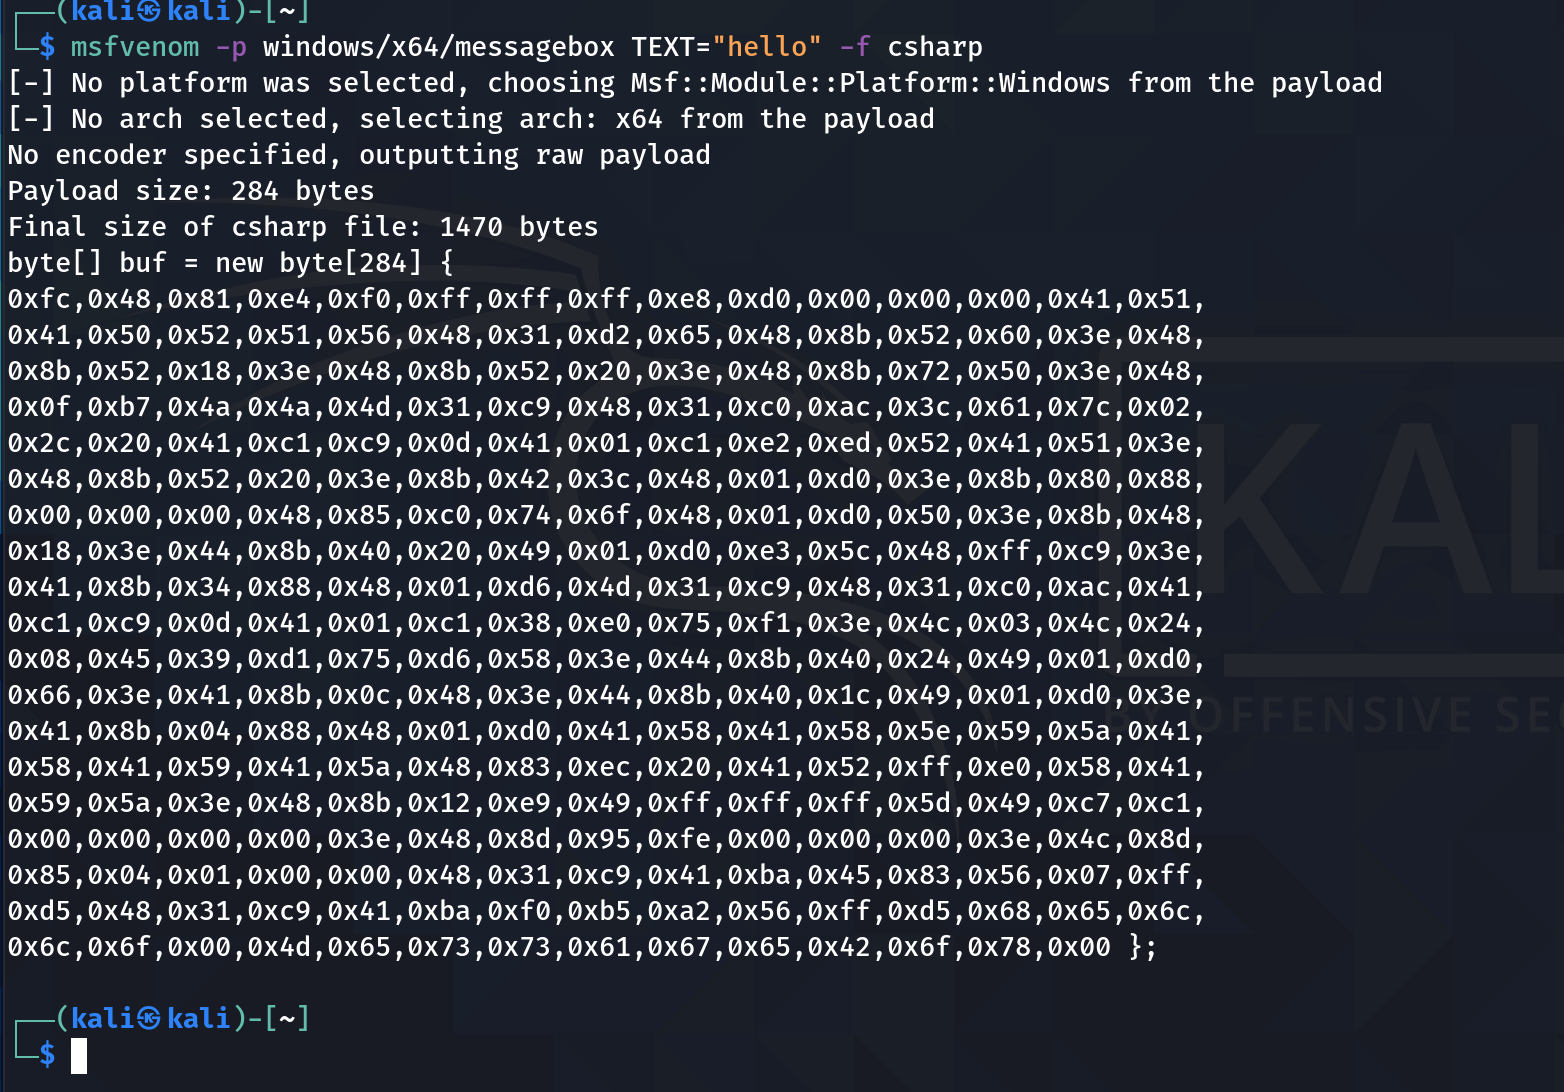 ┌──(kali㉿kali)-[~]
└─$ msfvenom -p windows/x64/messagebox TEXT="hello" -f csharp
[-] No platform was selected, choosing Msf::Module::Platform::Windows from the payload
[-] No arch selected, selecting arch: x64 from the payload
No encoder specified, outputting raw payload
Payload size: 284 bytes
Final size of csharp file: 1470 bytes
byte[] buf = new byte[284] {
0xfc,0x48,0x81,0xe4,0xf0,0xff,0xff,0xff,0xe8,0xd0,0x00,0x00,0x00,0x41,0x51,
0x41,0x50,0x52,0x51,0x56,0x48,0x31,0xd2,0x65,0x48,0x8b,0x52,0x60,0x3e,0x48,
0x8b,0x52,0x18,0x3e,0x48,0x8b,0x52,0x20,0x3e,0x48,0x8b,0x72,0x50,0x3e,0x48,
0x0f,0xb7,0x4a,0x4a,0x4d,0x31,0xc9,0x48,0x31,0xc0,0xac,0x3c,0x61,0x7c,0x02,
0x2c,0x20,0x41,0xc1,0xc9,0x0d,0x41,0x01,0xc1,0xe2,0xed,0x52,0x41,0x51,0x3e,
0x48,0x8b,0x52,0x20,0x3e,0x8b,0x42,0x3c,0x48,0x01,0xd0,0x3e,0x8b,0x80,0x88,
0x00,0x00,0x00,0x48,0x85,0xc0,0x74,0x6f,0x48,0x01,0xd0,0x50,0x3e,0x8b,0x48,
0x18,0x3e,0x44,0x8b,0x40,0x20,0x49,0x01,0xd0,0xe3,0x5c,0x48,0xff,0xc9,0x3e,
0x41,0x8b,0x34,0x88,0x48,0x01,0xd6,0x4d,0x31,0xc9,0x48,0x31,0xc0,0xac,0x41,
0xc1,0xc9,0x0d,0x41,0x01,0xc1,0x38,0xe0,0x75,0xf1,0x3e,0x4c,0x03,0x4c,0x24,
0x08,0x45,0x39,0xd1,0x75,0xd6,0x58,0x3e,0x44,0x8b,0x40,0x24,0x49,0x01,0xd0,
0x66,0x3e,0x41,0x8b,0x0c,0x48,0x3e,0x44,0x8b,0x40,0x1c,0x49,0x01,0xd0,0x3e,
0x41,0x8b,0x04,0x88,0x48,0x01,0xd0,0x41,0x58,0x41,0x58,0x5e,0x59,0x5a,0x41,
0x58,0x41,0x59,0x41,0x5a,0x48,0x83,0xec,0x20,0x41,0x52,0xff,0xe0,0x58,0x41,
0x59,0x5a,0x3e,0x48,0x8b,0x12,0xe9,0x49,0xff,0xff,0xff,0x5d,0x49,0xc7,0xc1,
0x00,0x00,0x00,0x00,0x3e,0x48,0x8d,0x95,0xfe,0x00,0x00,0x00,0x3e,0x4c,0x8d,
0x85,0x04,0x01,0x00,0x00,0x48,0x31,0xc9,0x41,0xba,0x45,0x83,0x56,0x07,0xff,
0xd5,0x48,0x31,0xc9,0x41,0xba,0xf0,0xb5,0xa2,0x56,0xff,0xd5,0x68,0x65,0x6c,
0x6c,0x6f,0x00,0x4d,0x65,0x73,0x73,0x61,0x67,0x65,0x42,0x6f,0x78,0x00 };
┌──(kali㉿kali)-[~]
└─$
KAL
BY OFFENSIVE SE